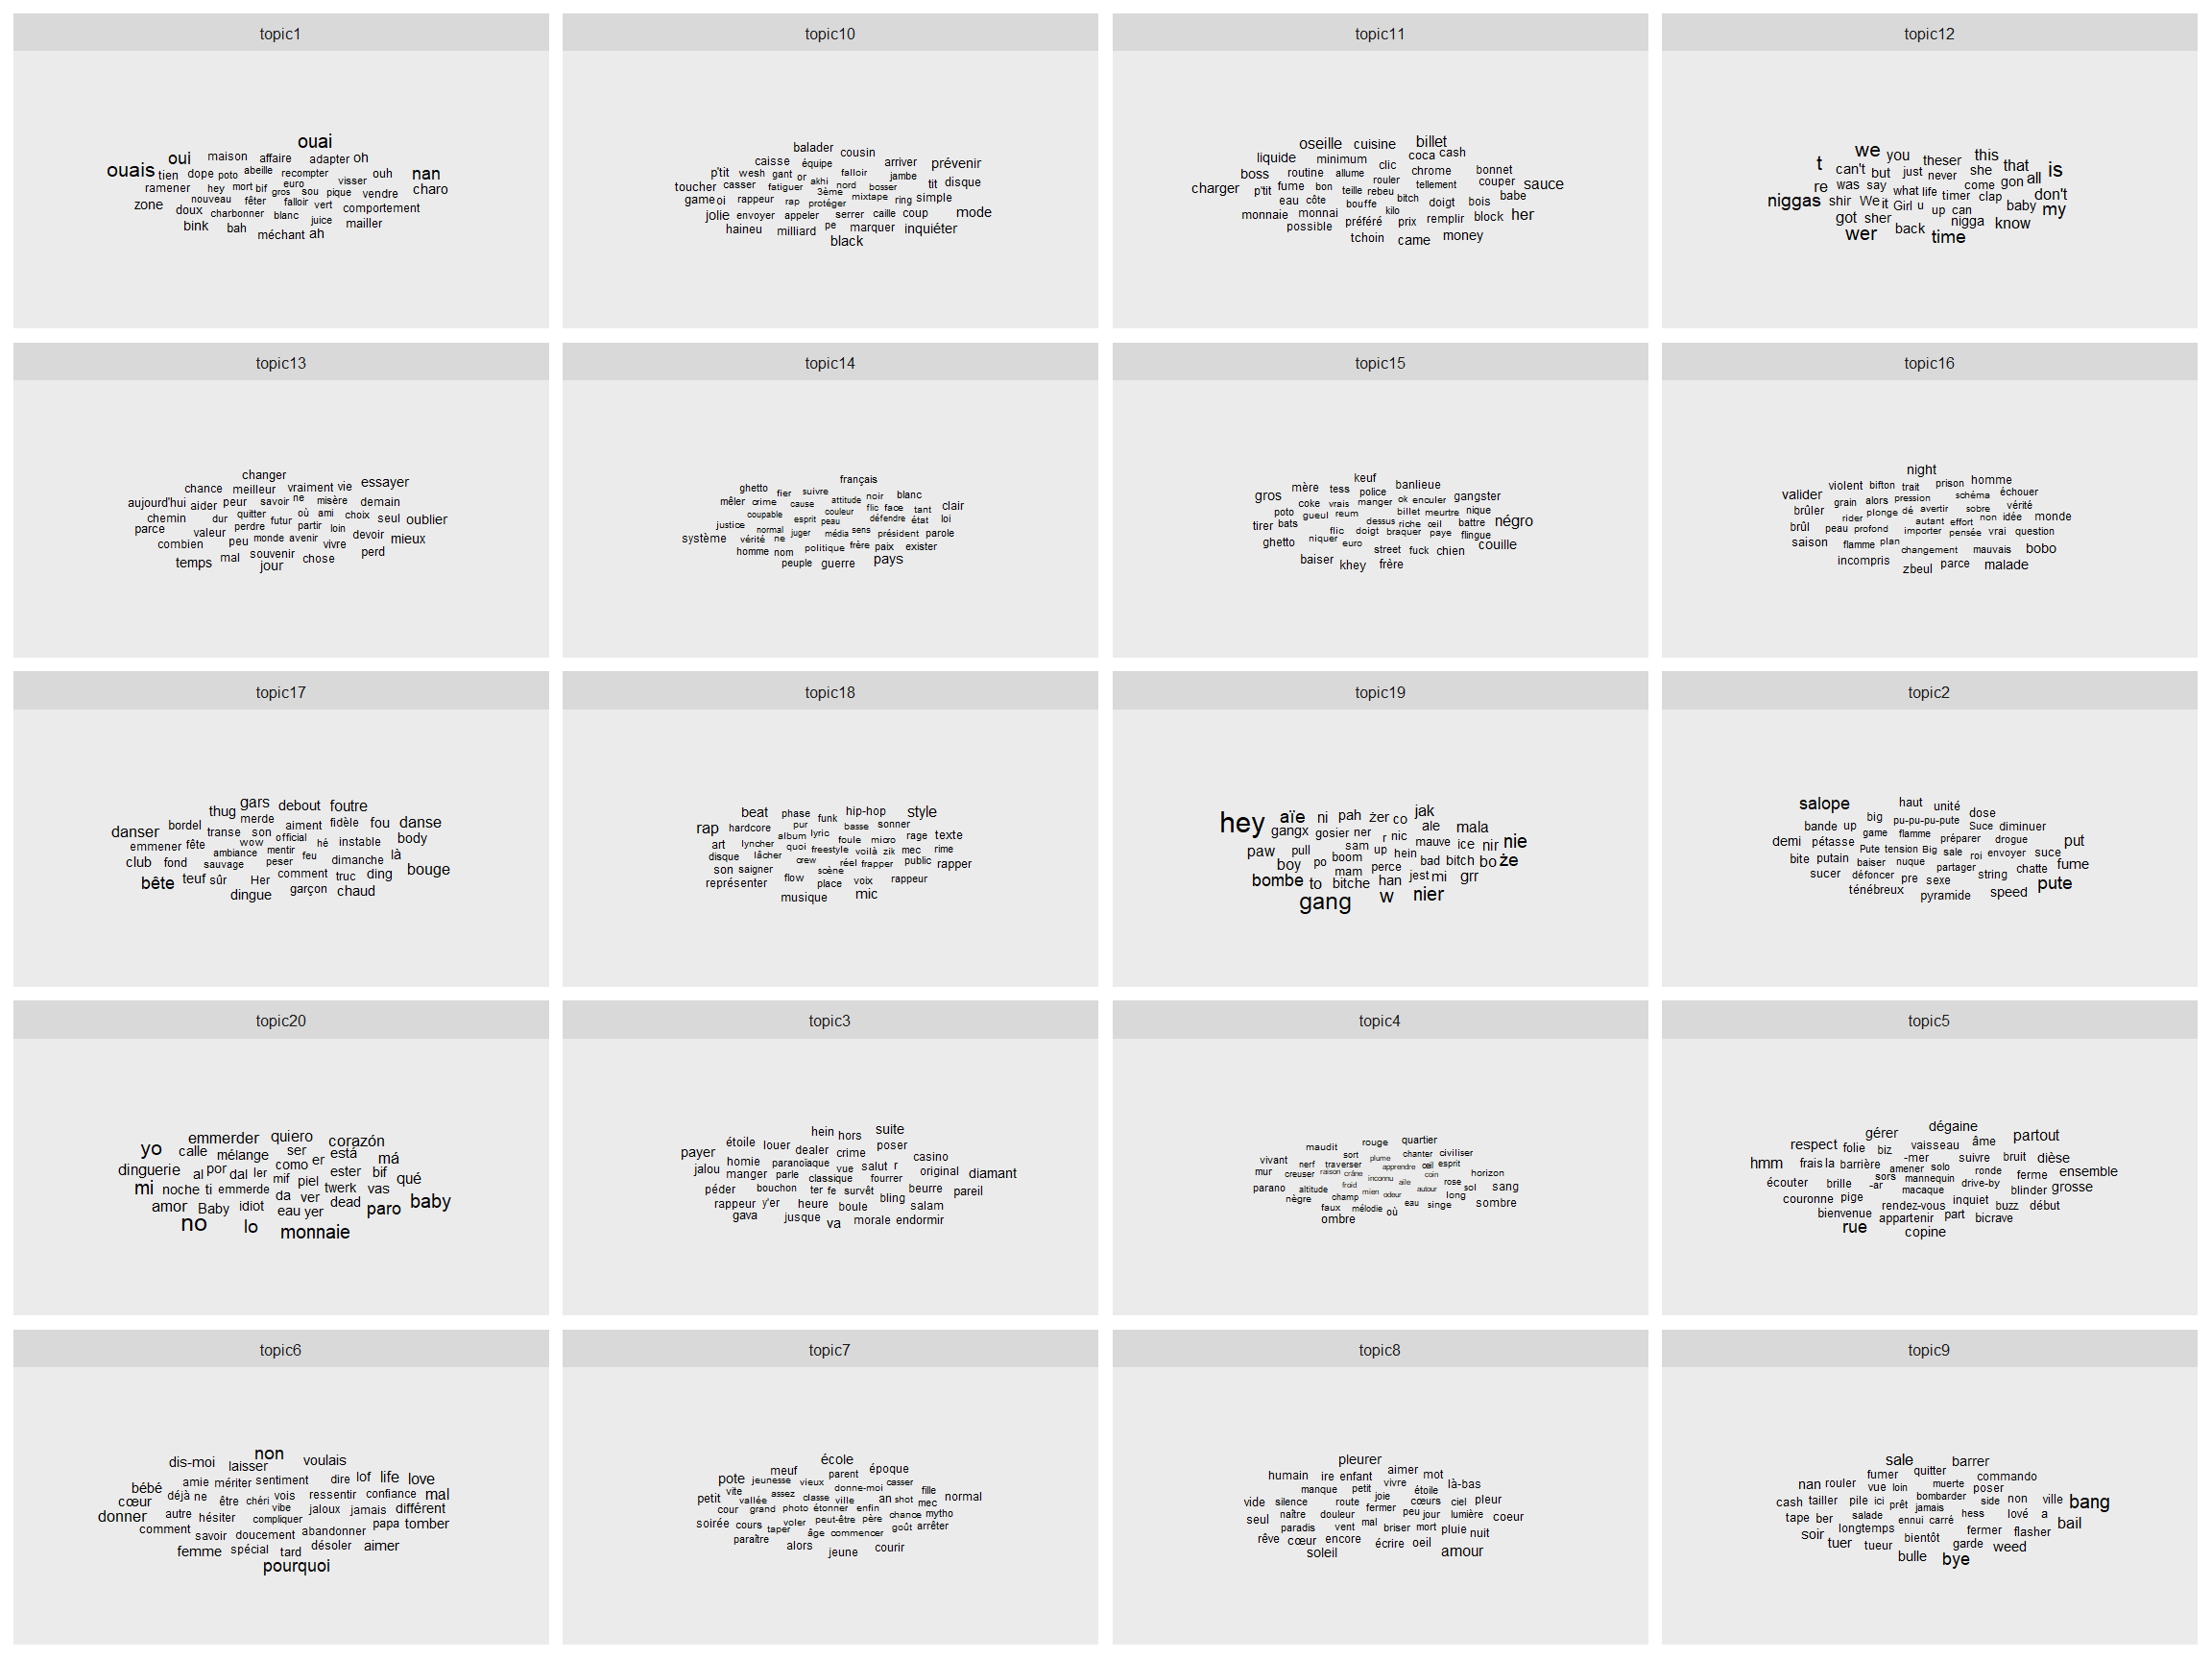 topic1
ouai
oui maison affaire adapter oh
ouais tien dope poto abeille recompter ouh nan
ramener hey mort bif euro visser vendre charo
gros sou pique
zone nouveau fêter falloir vert comportement
doux charbonner blanc juice mailler
bink bah méchant ah
topic10
balader cousin
caisse équipe arriver prévenir
p'tit wesh gant or falloir jambe
toucher casser fatiguer akhi nord bosser tit disque
game oi rappeur rap 3ème protéger mixtape ring simple
jolie envoyer appeler serrer caille coup mode
haineu milliard pe marquer inquiéter
black
topic11
oseille cuisine billet
liquide minimum clic coca cash
boss routine allume chrome bonnet
charger p'tit fume bon teille rouler rebeu tellement couper sauce
eau côte bouffe bitch doigt bois babe
monnaie monnai kilo préféré prix remplir block her
possible tchoin came money
topic12
we you theser this
t can't but just never she that is
re was say what life timer come gon all don't
niggas shir We it Girl u up can clap baby my
got sher nigga know
wer back time
topic13
changer
chance meilleur vraiment vie essayer
aujourd'hui aider peur savoir ne misère demain
chemin dur quitter futur où ami choix seul oublier
parce valeur perdre partir loin devoir
combien peu monde avenir vivre mieux
temps mal souvenir chose perd
jour
topic14
français
ghetto fier suivre noir blanc
mêler crime cause attitude flic face tant clair
coupable esprit peau couleur défendre état loi
justice normal juger média sens président parole
système vérité ne politique frère paix exister
homme nom
peuple guerre pays
topic15
keuf
mère tess police banlieue
gros coke vrais manger ok enculer gangster
poto gueul reum billet meurtre nique
tirer bats dessus riche œil battre négro
flic doigt braquer paye flingue
ghetto niquer euro street fuck chien couille
baiser khey frère
topic16
night
violent bifton trait prison homme
valider grain alors pression schéma échouer
brûler rider plonge dé avertir sobre vérité
brûl peau profond autant effort non idée monde
importer pensée vrai question
saison flamme plan changement mauvais bobo
incompris zbeul parce malade
topic17
thug gars debout foutre
merde
danser bordel transe son aiment fidèle fou danse
emmener fête wow official hé instable body
club fond ambiance mentir feu dimanche là
sauvage peser bouge
bête teuf sûr Her comment truc ding
dingue garçon chaud
topic18
beat phase funk hip-hop style
rap hardcore pur basse sonner
art album lyric foule micro rage texte
disque lyncher quoi freestyle voilà zik mec rime
lâcher crew réel frapper public rapper
son saigner scène
représenter flow place voix rappeur
musique mic
topic19
hey aïe ni pah żer co jak
gangx gosier ner r nic ale mala
paw pull sam up hein mauve ice nir nie
boy po boom perce bad bitch bo że
bombe to mam bitche han jest mi grr
gang w nier
topic2
salope haut unité dose
bande up big pu-pu-pu-pute Suce diminuer
demi pétasse game flamme préparer drogue put
Pute tension Big sale roi envoyer suce
bite putain baiser nuque partager chatte fume
sucer défoncer pre sexe string pute
ténébreux pyramide speed
topic20
yo emmerder quiero corazón
calle mélange ser está má
dinguerie al por dal ler como er ester bif qué
mi noche ti emmerde mif piel twerk vas
amor Baby idiot da ver dead paro baby
eau yer
no lo monnaie
topic3
hein hors suite
étoile louer dealer crime poser
payer homie paranoïaque vue salut r casino
jalou manger parle classique fourrer original diamant
péder bouchon ter fe survêt beurre pareil
rappeur y'er heure boule bling salam
gava jusque va morale endormir
topic4
maudit rouge quartier
sort plume chanter civiliser
vivant nerf traverser apprendre œil esprit
mur creuser raison crâne inconnu coin horizon
parano altitude froid aile rose sol sang
nègre champ mien odeur autour long
faux mélodie où eau singe sombre
ombre
topic5
gérer dégaine partout
respect folie biz vaisseau âme
hmm frais la barrière -mer suivre bruit dièse
amener solo ronde ferme ensemble
écouter brille -ar sors mannequin drive-by blinder grosse
couronne pige macaque inquiet
bienvenue rendez-vous buzz début
appartenir part bicrave
rue copine
topic6
dis-moi non voulais
laisser
bébé amie mériter sentiment dire lof life love
cœur déjà ne être chéri vois ressentir confiance mal
donner autre hésiter vibe jaloux jamais différent
compliquer
comment savoir doucement abandonner papa tomber
femme spécial tard désoler aimer
pourquoi
topic7
école
meuf parent époque
pote jeunesse vieux donne-moi casser
petit vite assez classe ville an shot fille normal
vallée mec
cour grand photo étonner enfin chance mytho
soirée cours voler peut-être père goût arrêter
taper âge commencer
paraître alors jeune courir
topic8
pleurer
humain ire enfant aimer mot
manque petit vivre là-bas
vide silence route joie étoile cœurs ciel pleur
seul naître douleur fermer peu jour lumière coeur
paradis vent mal briser mort pluie nuit
rêve cœur encore écrire oeil
soleil amour
topic9
sale barrer
nan rouler fumer quitter muerte commando
vue loin bombarder poser
cash tailler pile ici prêt jamais side non ville bang
tape ber salade ennui carré hess lové a
soir longtemps bientôt fermer flasher bail
tuer tueur garde weed
bulle bye